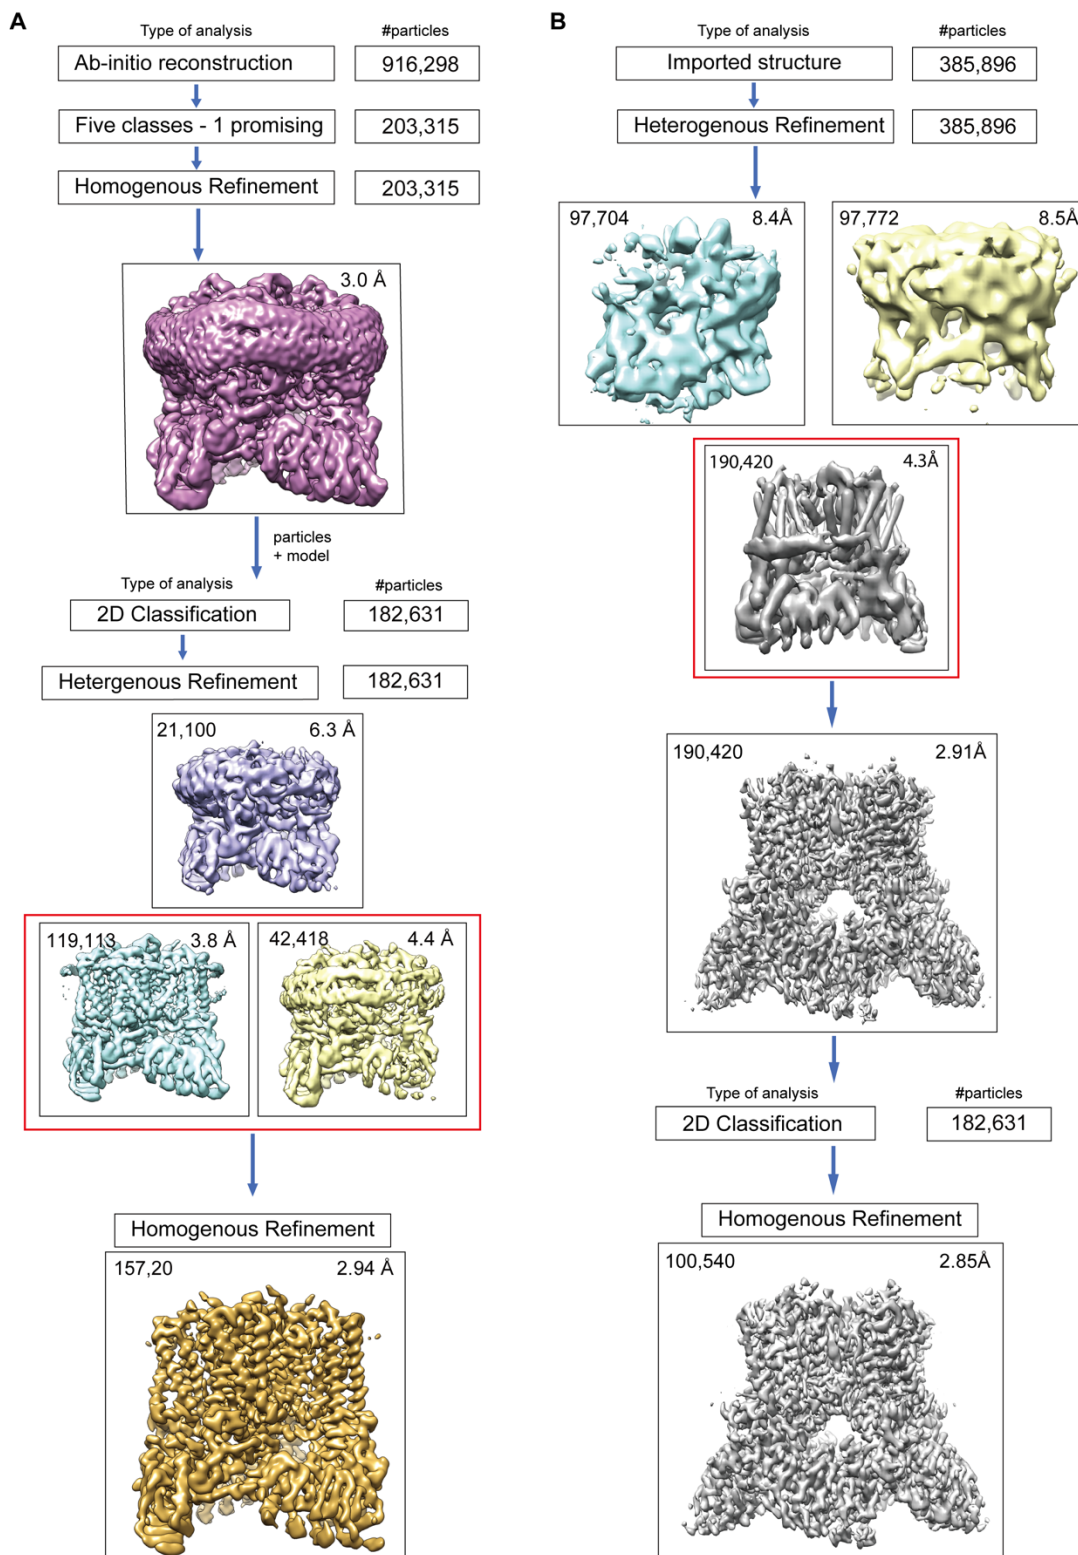 A
Type of analysis #particles
Ab-initio reconstruction 916,298
Five classes - 1 promising 203,315
Homogenous Refinement 203,315
3.0 Å
particles
+ model
Type of analysis #particles
2D Classification 182,631
Hetergenous Refinement 182,631
21,100 6.3 Å
119,113 3.8 Å
42,418 4.4 Å
Homogenous Refinement
157,20 2.94 Å
B
Type of analysis #particles
Imported structure 385,896
Heterogenous Refinement 385,896
97,704 8.4Å
97,772 8.5Å
190,420 4.3Å
190,420 2.91Å
Type of analysis #particles
2D Classification 182,631
Homogenous Refinement
100,540 2.85Å